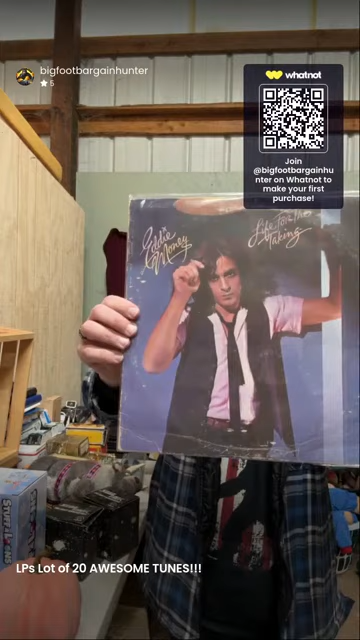 bigfootbargainhunter
5
whatnot
Join
@bigfootbargainhu
nter on Whatnot to
make your first
purchase!
Eddie
Money
Life For The
Taking
LPs Lot of 20 AWESOME TUNES!!!